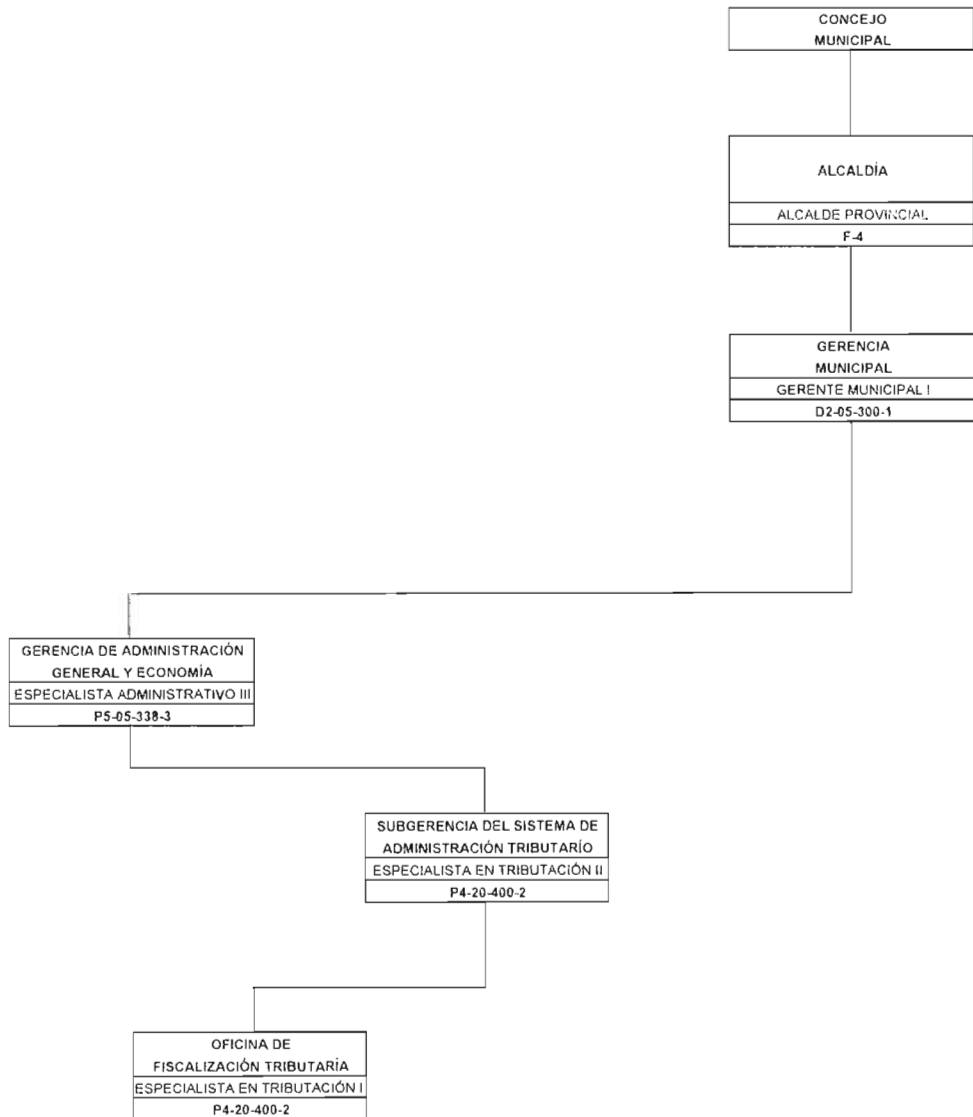 CONCEJO
MUNICIPAL
ALCALDÍA
ALCALDE PROVINCIAL
F-4
GERENCIA
MUNICIPAL
GERENTE MUNICIPAL I
D2-05-300-1
GERENCIA DE ADMINISTRACIÓN
GENERAL Y ECONOMÍA
ESPECIALISTA ADMINISTRATIVO III
P5-05-338-3
SUBGERENCIA DEL SISTEMA DE
ADMINISTRACIÓN TRIBUTARÍO
ESPECIALISTA EN TRIBUTACIÓN II
P4-20-400-2
OFICINA DE
FISCALIZACIÓN TRIBUTARÍA
ESPECIALISTA EN TRIBUTACIÓN I
P4-20-400-2